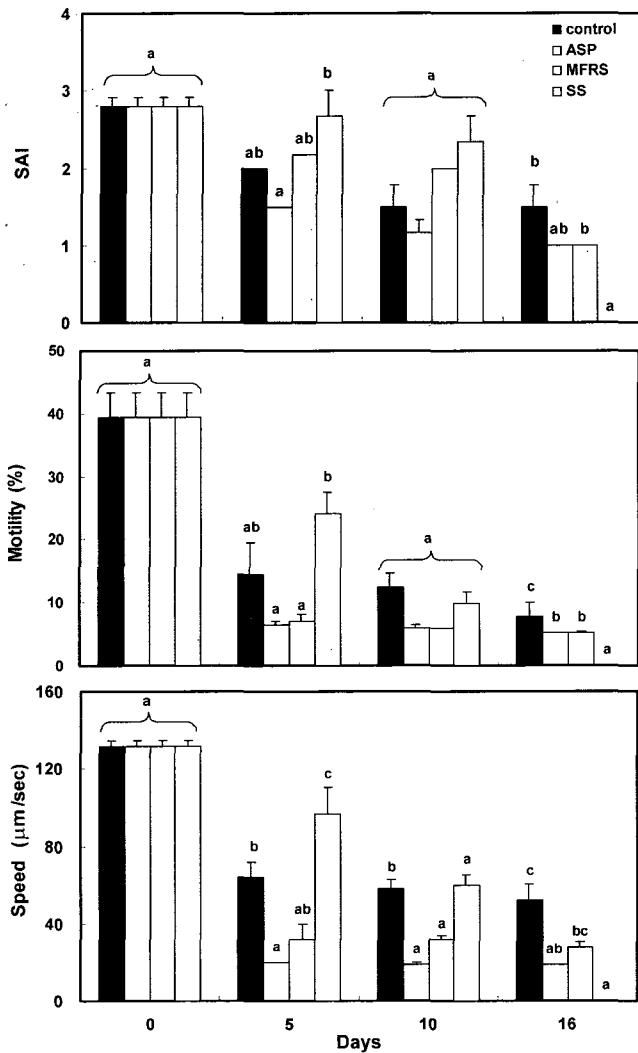 control
ASP
MFRS
SS
4
3
2
1
0
SAI
a
ab
a
ab
b
a
b
ab
b
a
50
40
30
20
10
0
Motility (%)
a
ab
a
a
b
a
c
b
b
a
160
120
80
40
0
Speed (μm/sec)
a
b
a
ab
c
b
a
a
a
c
ab
bc
a
0
5
10
16
Days